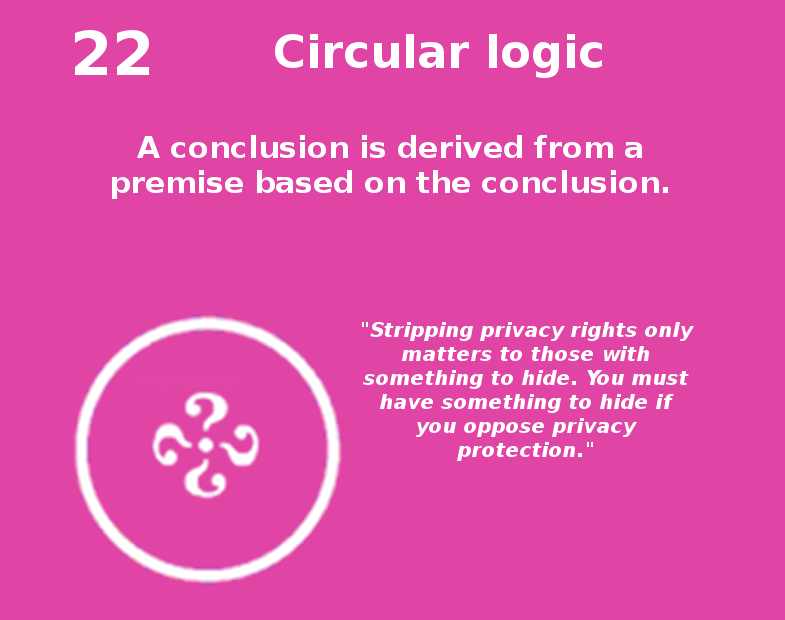 22 Circular logic
A conclusion is derived from a
premise based on the conclusion.
"Stripping privacy rights only
matters to those with
something to hide. You must
have something to hide if
you oppose privacy
protection."